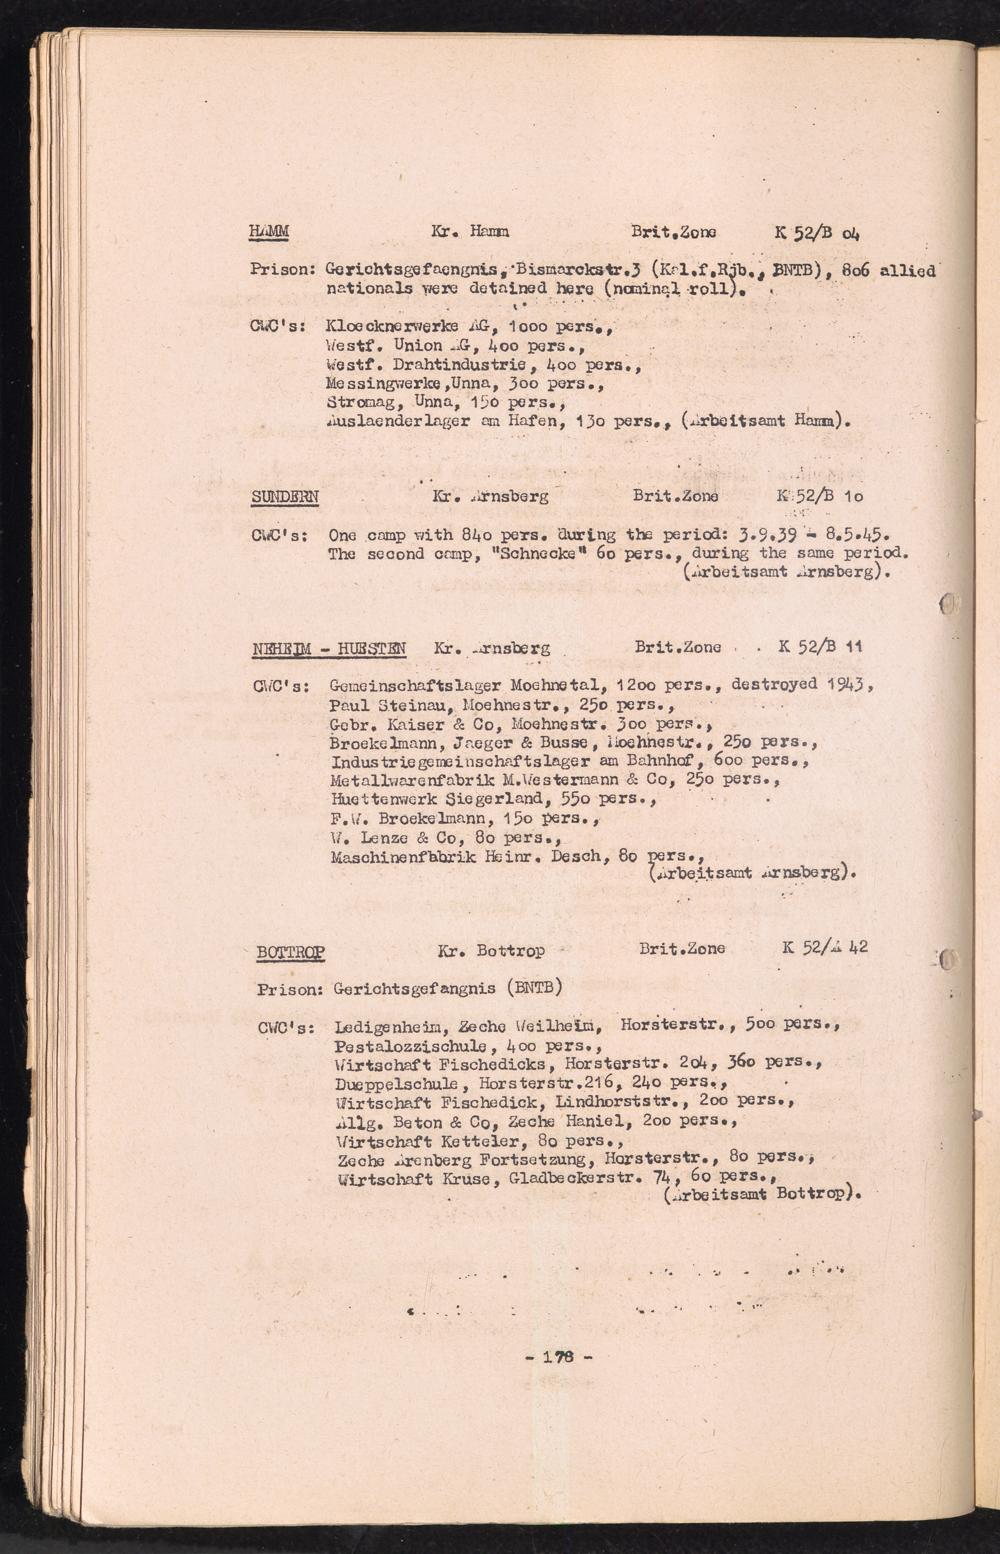 HAMM Kr. Hamm Brit.Zone K 52/B o4
Prison: Gerichtsgefaengnis, Bismarckstr.3 (Kal.f.Rjb., BNTB), 8o6 allied
nationals were detained here (nominal roll).
CWC's: Kloecknerwerke AG, 1ooo pers.,
Westf. Union AG, 4oo pers.,
Westf. Drahtindustrie, 4oo pers.,
Messingwerke,Unna, 3oo pers.,
Stromag, Unna, 15o pers.,
Auslaenderlager am Hafen, 13o pers., (Arbeitsamt Hamm).
SUNDERN Kr. Arnsberg Brit.Zone K 52/B 1o
CWC's: One camp with 84o pers. during the period: 3.9.39 - 8.5.45.
The second camp, "Schnecke" 6o pers., during the same period.
(Arbeitsamt Arnsberg).
NEHEIM - HUESTEN Kr. Arnsberg Brit.Zone K 52/B 11
CWC's: Gemeinschaftslager Moehnetal, 12oo pers., destroyed 1943,
Paul Steinau, Moehnestr., 25o pers.,
Gebr. Kaiser & Co, Moehnestr. 3oo pers.,
Broekelmann, Jaeger & Busse, Moehnestr., 25o pers.,
Industriegemeinschaftslager am Bahnhof, 6oo pers.,
Metallwarenfabrik M.Westermann & Co, 25o pers.,
Huettenwerk Siegerland, 55o pers.,
F.W. Broekelmann, 15o pers.,
W. Lenze & Co, 8o pers.,
Maschinenfbbrik Heinr. Desch, 8o pers.,
(Arbeitsamt Arnsberg).
BOTTROP Kr. Bottrop Brit.Zone K 52/A 42
Prison: Gerichtsgefangnis (BNTB)
CWC's: Ledigenheim, Zeche Weilheim, Horsterstr., 5oo pers.,
Pestalozzischule, 4oo pers.,
Wirtschaft Fischedicks, Horsterstr. 2o4, 36o pers.,
Dueppelschule, Horsterstr.216, 24o pers.,
Wirtschaft Fischedick, Lindhorststr., 2oo pers.,
Allg. Beton & Co, Zeche Haniel, 2oo pers.,
Wirtschaft Ketteler, 8o pers.,
Zeche Arenberg Fortsetzung, Horsterstr., 8o pers.,
Wirtschaft Kruse, Gladbeckerstr. 74, 6o pers.,
(Arbeitsamt Bottrop).
- 178 -